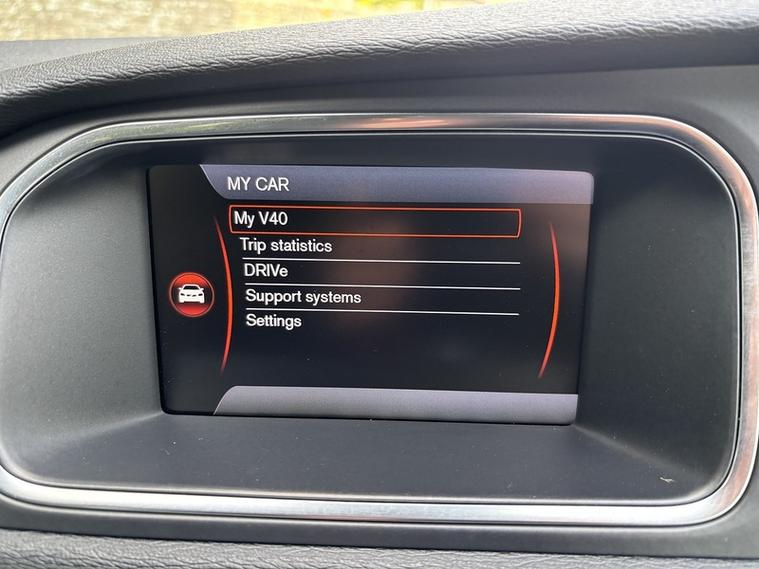 MY CAR
My V40
Trip statistics
DRIVe
Support systems
Settings